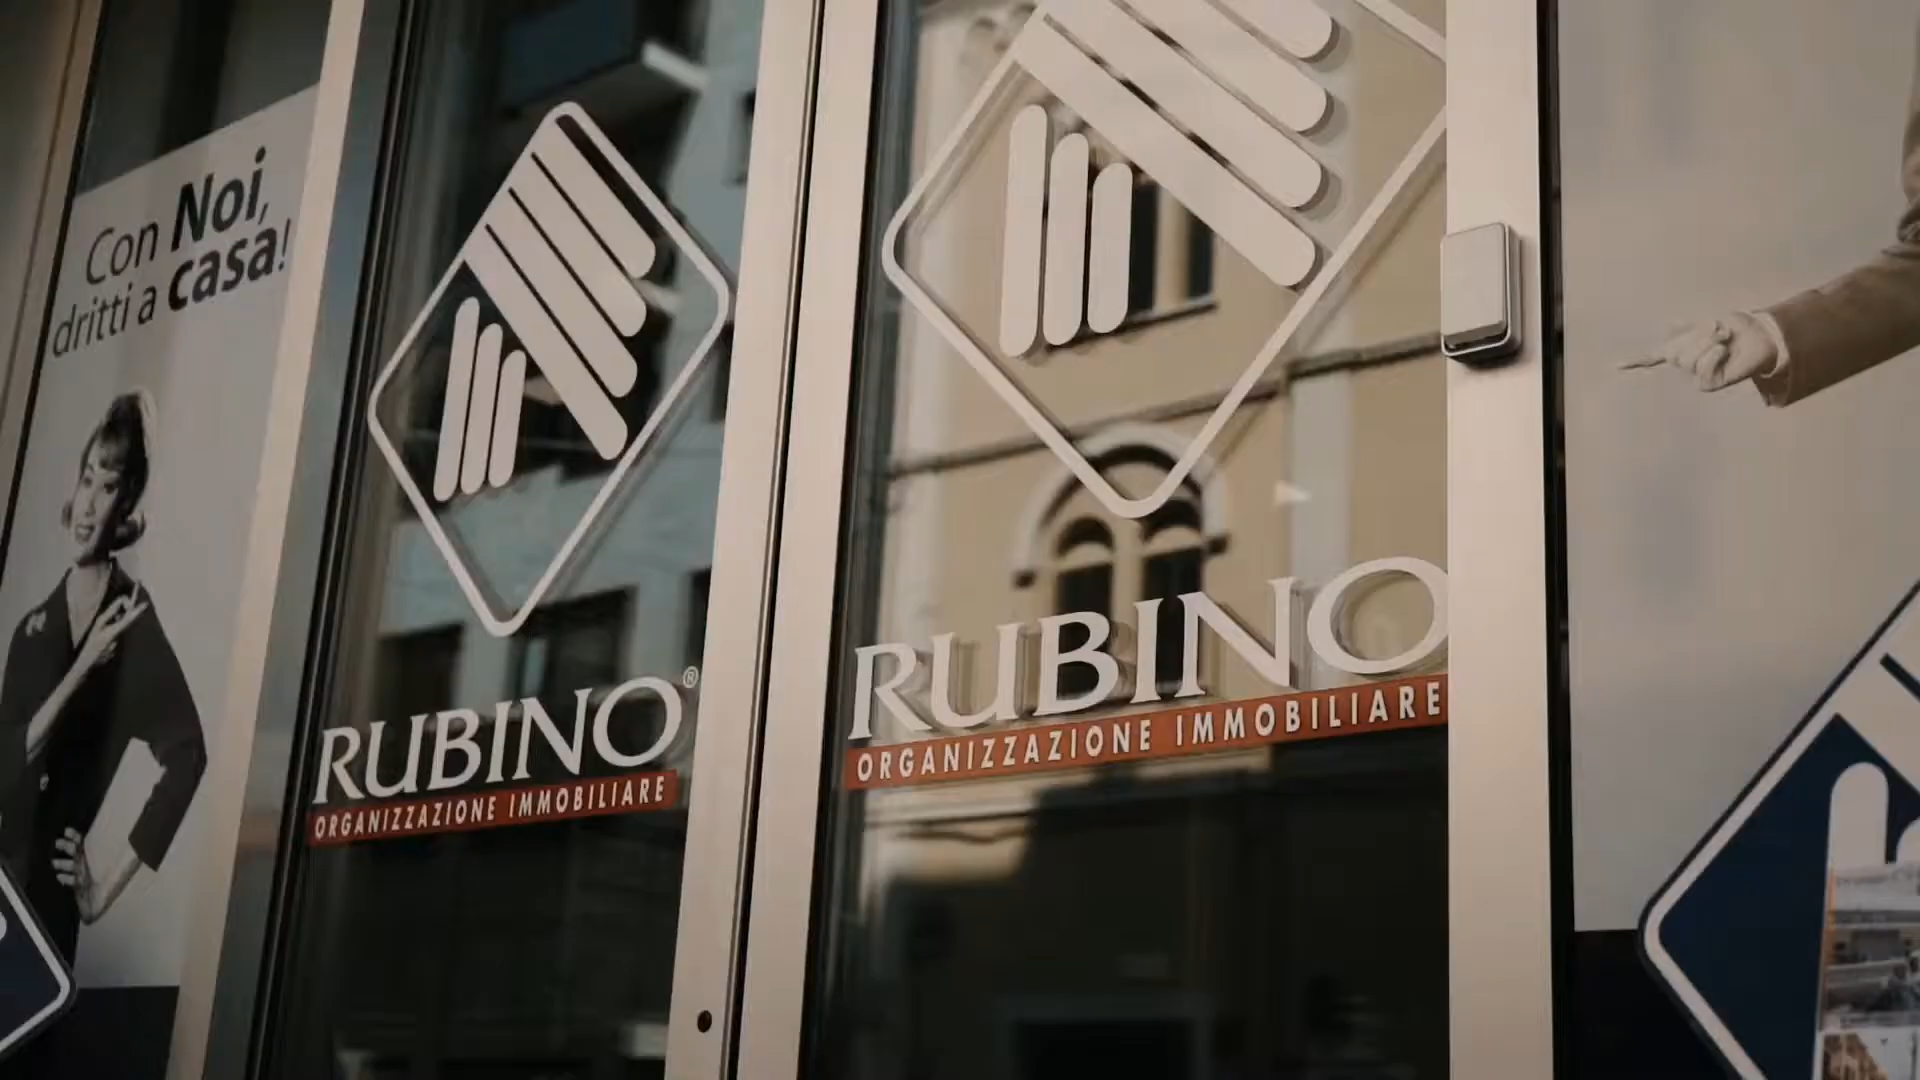 Con Noi,
dritti a casa!
RUBINO®
ORGANIZZAZIONE IMMOBILIARE
RUBINO
ORGANIZZAZIONE IMMOBILIARE